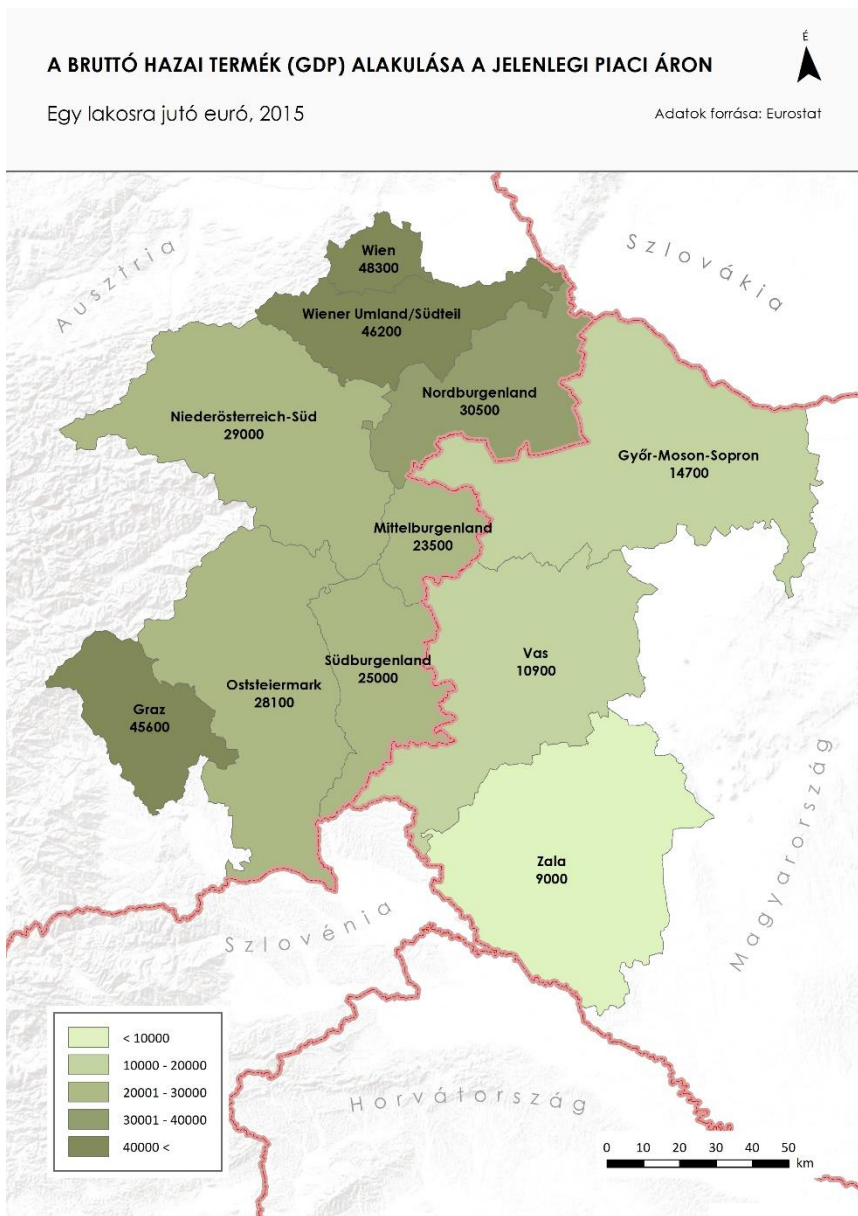 É
A BRUTTÓ HAZAI TERMÉK (GDP) ALAKULÁSA A JELENLEGI PIACI ÁRON
Egy lakosra jutó euró, 2015
Adatok forrása: Eurostat
Ausztria
Szlovákia
Wien
48300
Wiener Umland/Südteil
46200
Nordburgenland
30500
Niederösterreich-Süd
29000
Győr-Moson-Sopron
14700
Mittelburgenland
23500
Vas
10900
Südburgenland
25000
Oststeiermark
28100
Graz
45600
Magyarország
Zala
9000
Szlovénia
Horvátország
< 10000
10000 - 20000
20001 - 30000
30001 - 40000
40000 <
0 10 20 30 40 50
km